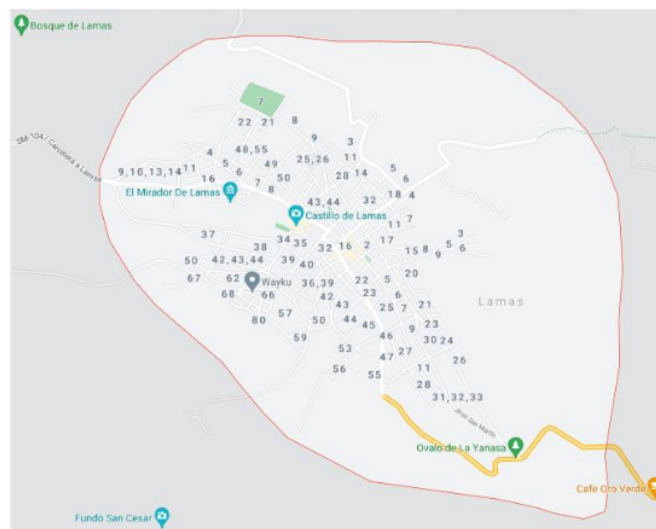 Bosque de Lamas
7
22 21 8
9 3
SM-104 / Carretera a Lamas
4 48,55
25,26 11
9,10,13,14 11 5 49
28 14 5
16 6 50 6
El Mirador De Lamas 7 8
18 4
43,44 32
Castillo de Lamas
11 7
37 34 35 32 16 2 17
3
38
15 8 5 6
9
50 42,43,44 39 40
20
67 62 Wayku 36,39 22 5
68 66 42 23 6
Lamas
43 25 7 21
80 57 50 44 45 9 23
59 46 30 24
53 47 27 26
56 55 11
28
31,32,33
Jirón San Martín
Ovalo de La Yanasa
Cafe Oro Verde
Fundo San Cesar